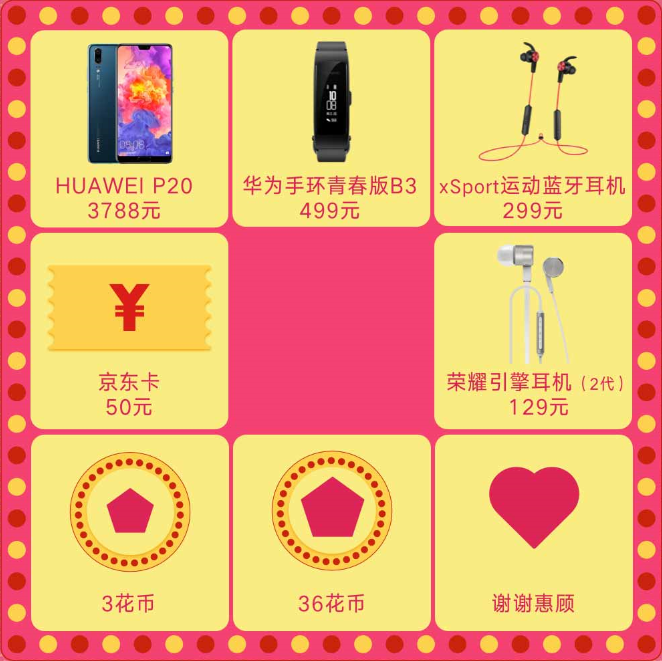 HUAWEI P20
3788元
华为手环青春版B3
499元
xSport运动蓝牙耳机
299元
¥
京东卡
50元
荣耀引擎耳机（2代）
129元
3花币
36花币
谢谢惠顾